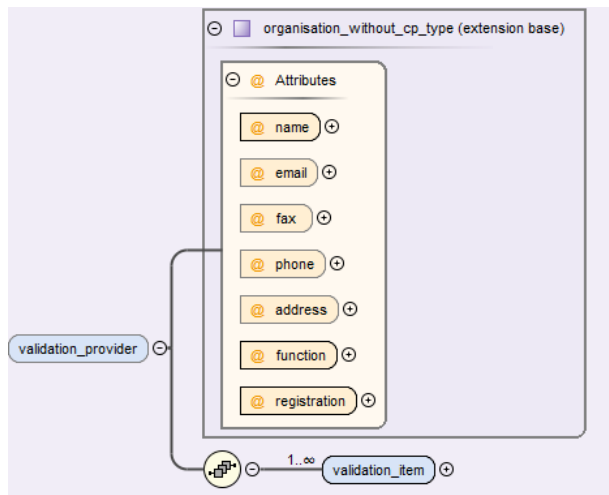 organisation_without_cp_type (extension base)
@ Attributes
@ name
@ email
@ fax
@ phone
@ address
@ function
@ registration
validation_provider
1..∞
validation_item